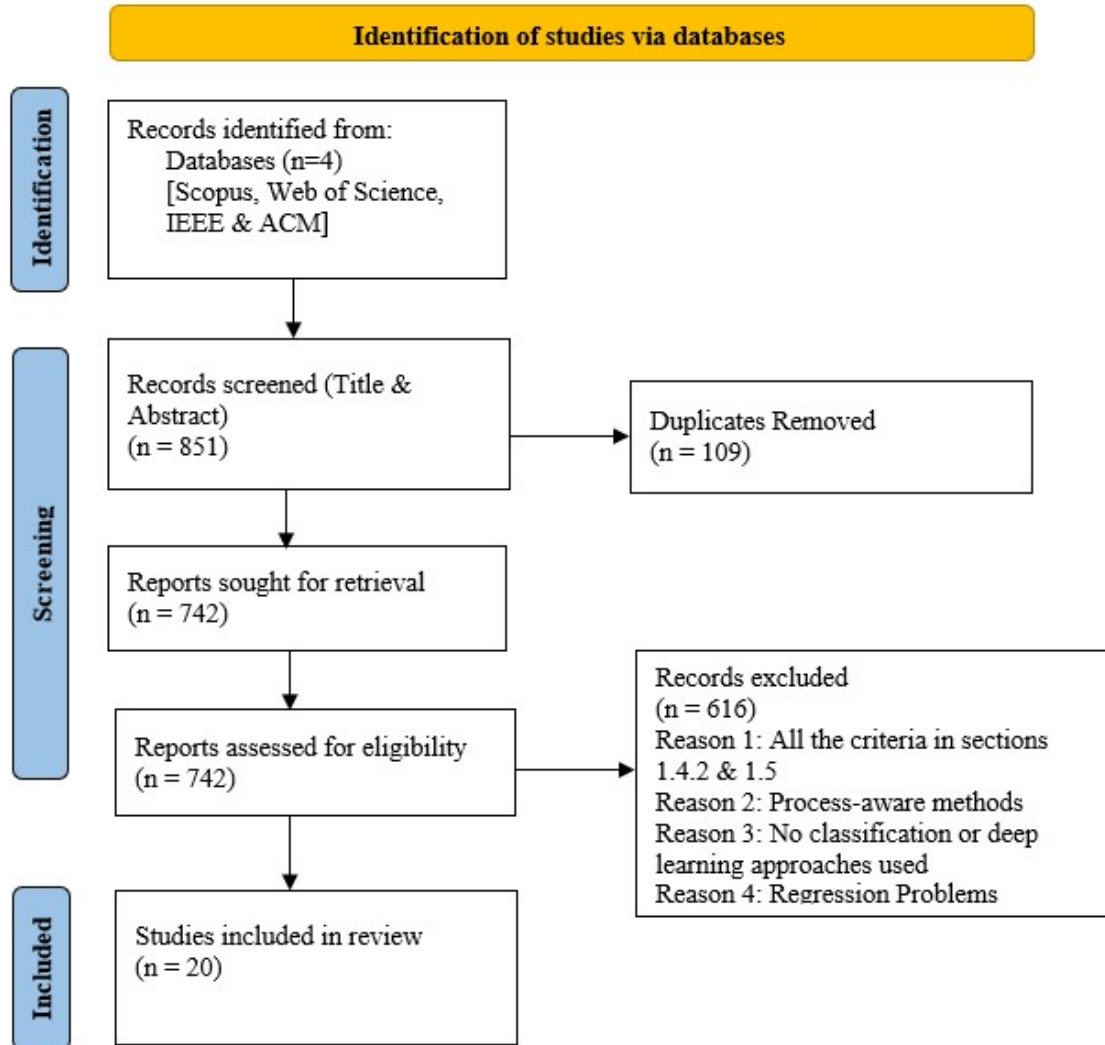 Identification of studies via databases
Identification
Records identified from:
Databases (n=4)
[Scopus, Web of Science,
IEEE & ACM]
Screening
Records screened (Title &
Abstract)
(n = 851)
Duplicates Removed
(n = 109)
Reports sought for retrieval
(n = 742)
Reports assessed for eligibility
(n = 742)
Records excluded
(n = 616)
Reason 1: All the criteria in sections
1.4.2 & 1.5
Reason 2: Process-aware methods
Reason 3: No classification or deep
learning approaches used
Reason 4: Regression Problems
Included
Studies included in review
(n = 20)